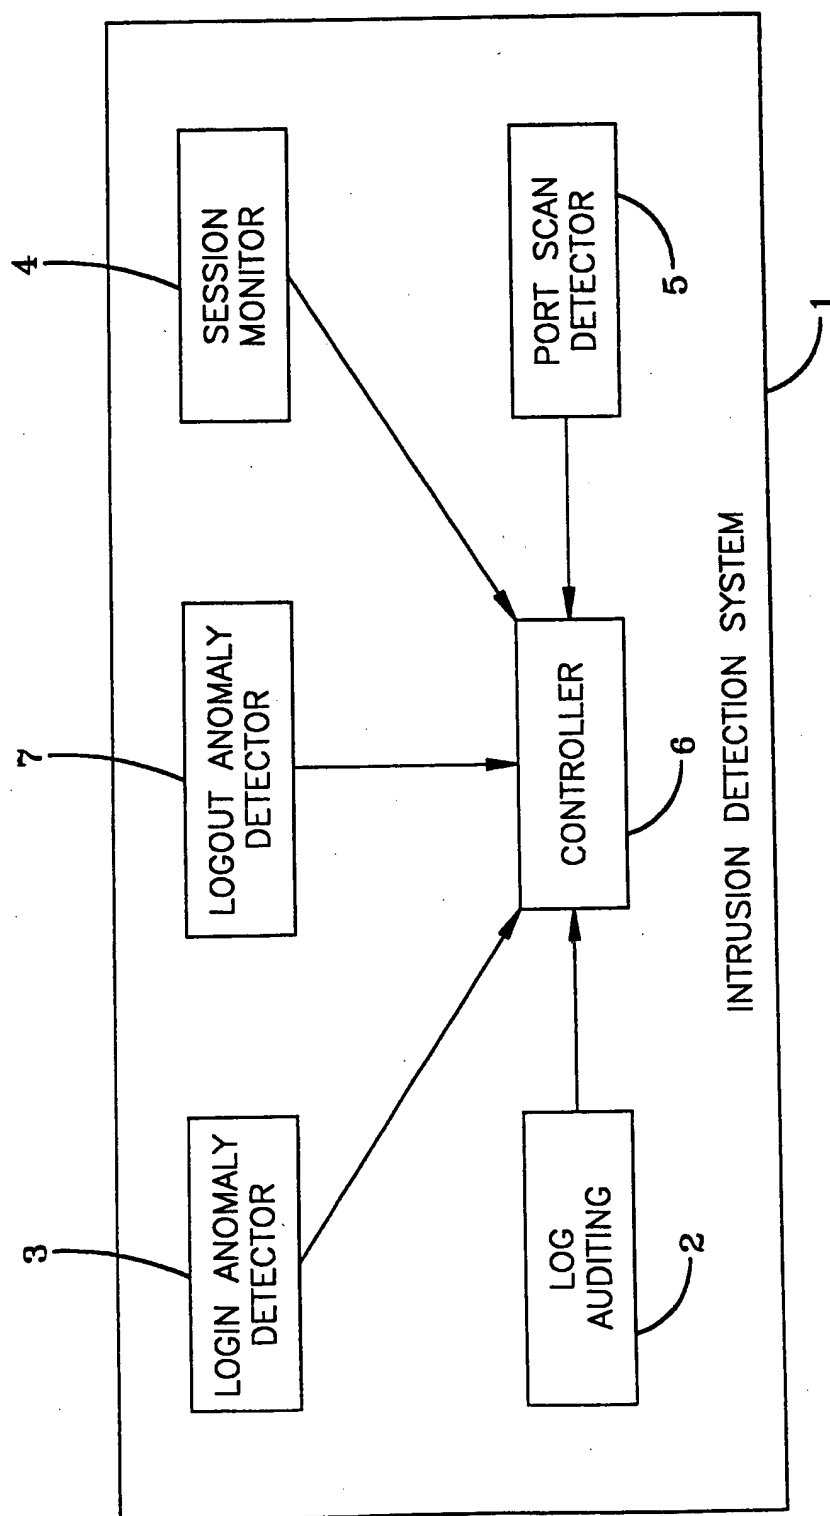 3
7
4
LOGIN ANOMALY
DETECTOR
LOGOUT ANOMALY
DETECTOR
SESSION
MONITOR
LOG
AUDITING
CONTROLLER
PORT SCAN
DETECTOR
2
6
5
INTRUSION DETECTION SYSTEM
1